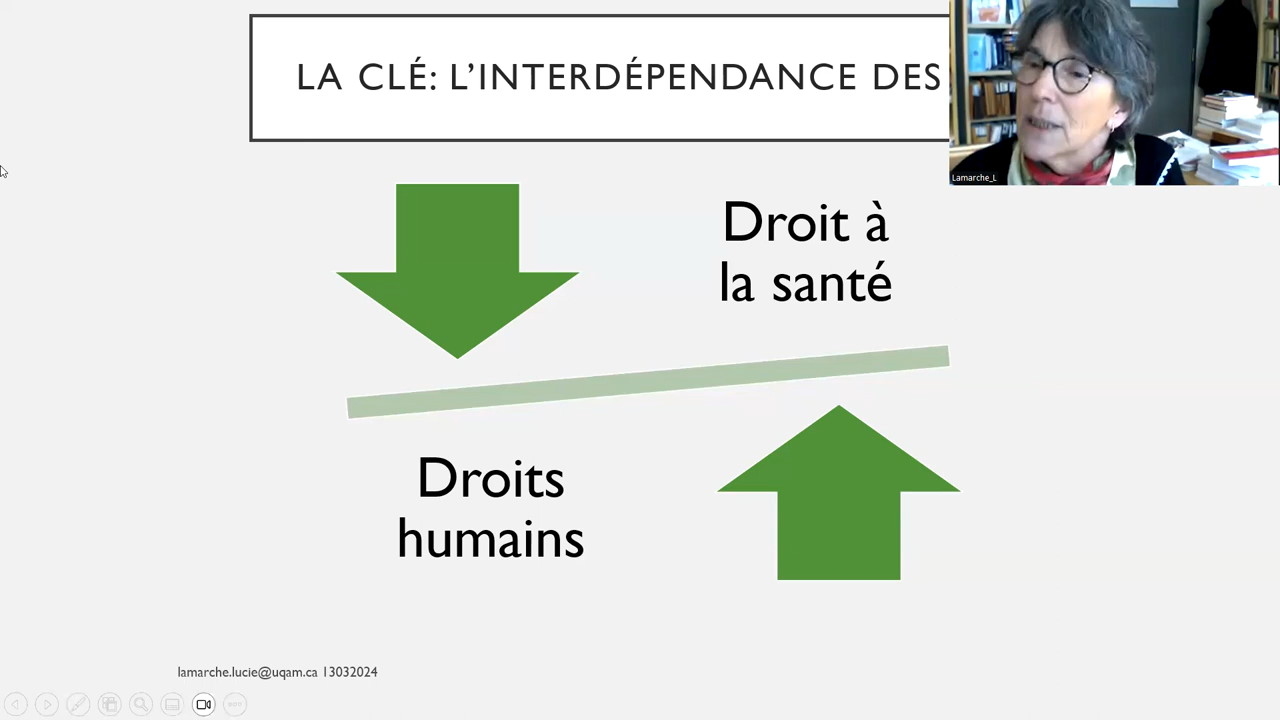 LA CLÉ: L’INTERDÉPENDANCE DES
Lamarche_L
Droit à
la santé
Droits
humains
lamarche.lucie@uqam.ca 13032024